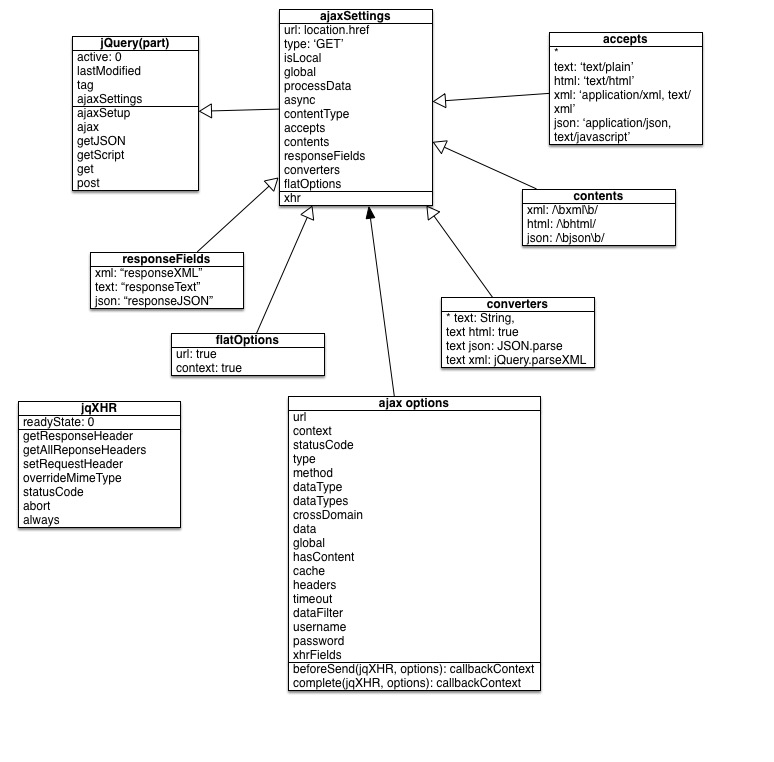 ajaxSettings
url: location.href
type: ‘GET’
isLocal
global
processData
async
contentType
accepts
contents
responseFields
converters
flatOptions
xhr
jQuery(part)
active: 0
lastModified
tag
ajaxSettings
ajaxSetup
ajax
getJSON
getScript
get
post
accepts
*
text: ‘text/plain’
html: ‘text/html’
xml: ‘application/xml, text/
xml’
json: ‘application/json,
text/javascript’
contents
xml: /\bxml\b/
html: /\bhtml/
json: /\bjson\b/
responseFields
xml: “responseXML”
text: “responseText”
json: “responseJSON”
converters
* text: String,
text html: true
text json: JSON.parse
text xml: jQuery.parseXML
flatOptions
url: true
context: true
jqXHR
readyState: 0
getResponseHeader
getAllReponseHeaders
setRequestHeader
overrideMimeType
statusCode
abort
always
ajax options
url
context
statusCode
type
method
dataType
dataTypes
crossDomain
data
global
hasContent
cache
headers
timeout
dataFilter
username
password
xhrFields
beforeSend(jqXHR, options): callbackContext
complete(jqXHR, options): callbackContext